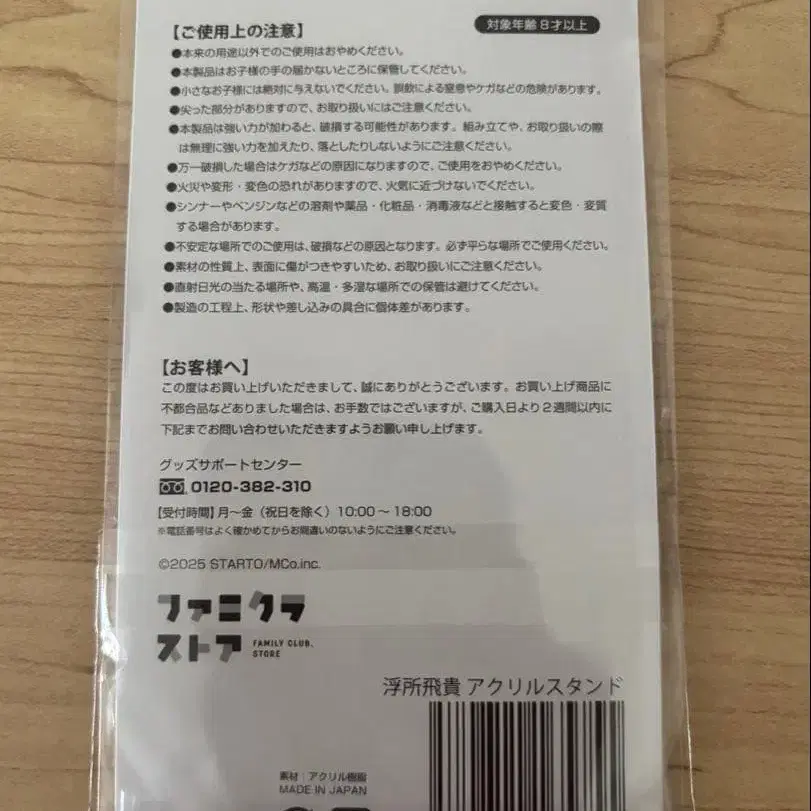 【ご使用上の注意】
対象年齢8才以上
●本来の用途以外でのご使用はおやめください。
●本製品はお子様の手の届かないところに保管してください。
●小さなお子様には絶対に与えないでください。誤飲による窒息やケガなどの危険があります。
●尖った部分がありますので、お取り扱いにはご注意ください。
●本製品は強い力が加わると、破損する可能性があります。組み立てや、お取り扱いの際
は無理に強い力を加えたり、落としたりしないようにご注意ください。
●万一破損した場合はケガなどの原因になりますので、ご使用をおやめください。
●火災や変形・変色の恐れがありますので、火気に近づけないでください。
●シンナーやベンジンなどの溶剤や薬品・化粧品・消毒液などと接触すると変色・変質
する場合があります。
●不安定な場所でのご使用は、破損などの原因となります。必ず平らな場所でご使用ください。
●素材の性質上、表面に傷がつきやすいため、お取り扱いにご注意ください。
●直射日光の当たる場所や、高温・多湿な場所での保管は避けてください。
●製造の工程上、形状や差し込みの具合に個体差があります。
【お客様へ】
この度はお買い上げいただきまして、誠にありがとうございます。お買い上げ商品に
不都合品などありました場合は、お手数ではございますが、ご購入日より2週間以内に
下記までお問い合わせいただきますようお願い申し上げます。
グッズサポートセンター
0120-382-310
【受付時間】月〜金（祝日を除く）10:00〜18:00
※電話番号はよく確かめてからお間違いのないようにご注意ください。
©2025 STARTO/MCo.inc.
ファミクラ
ストア
FAMILY CLUB,
STORE
浮所飛貴 アクリルスタンド
素材：アクリル樹脂
MADE IN JAPAN